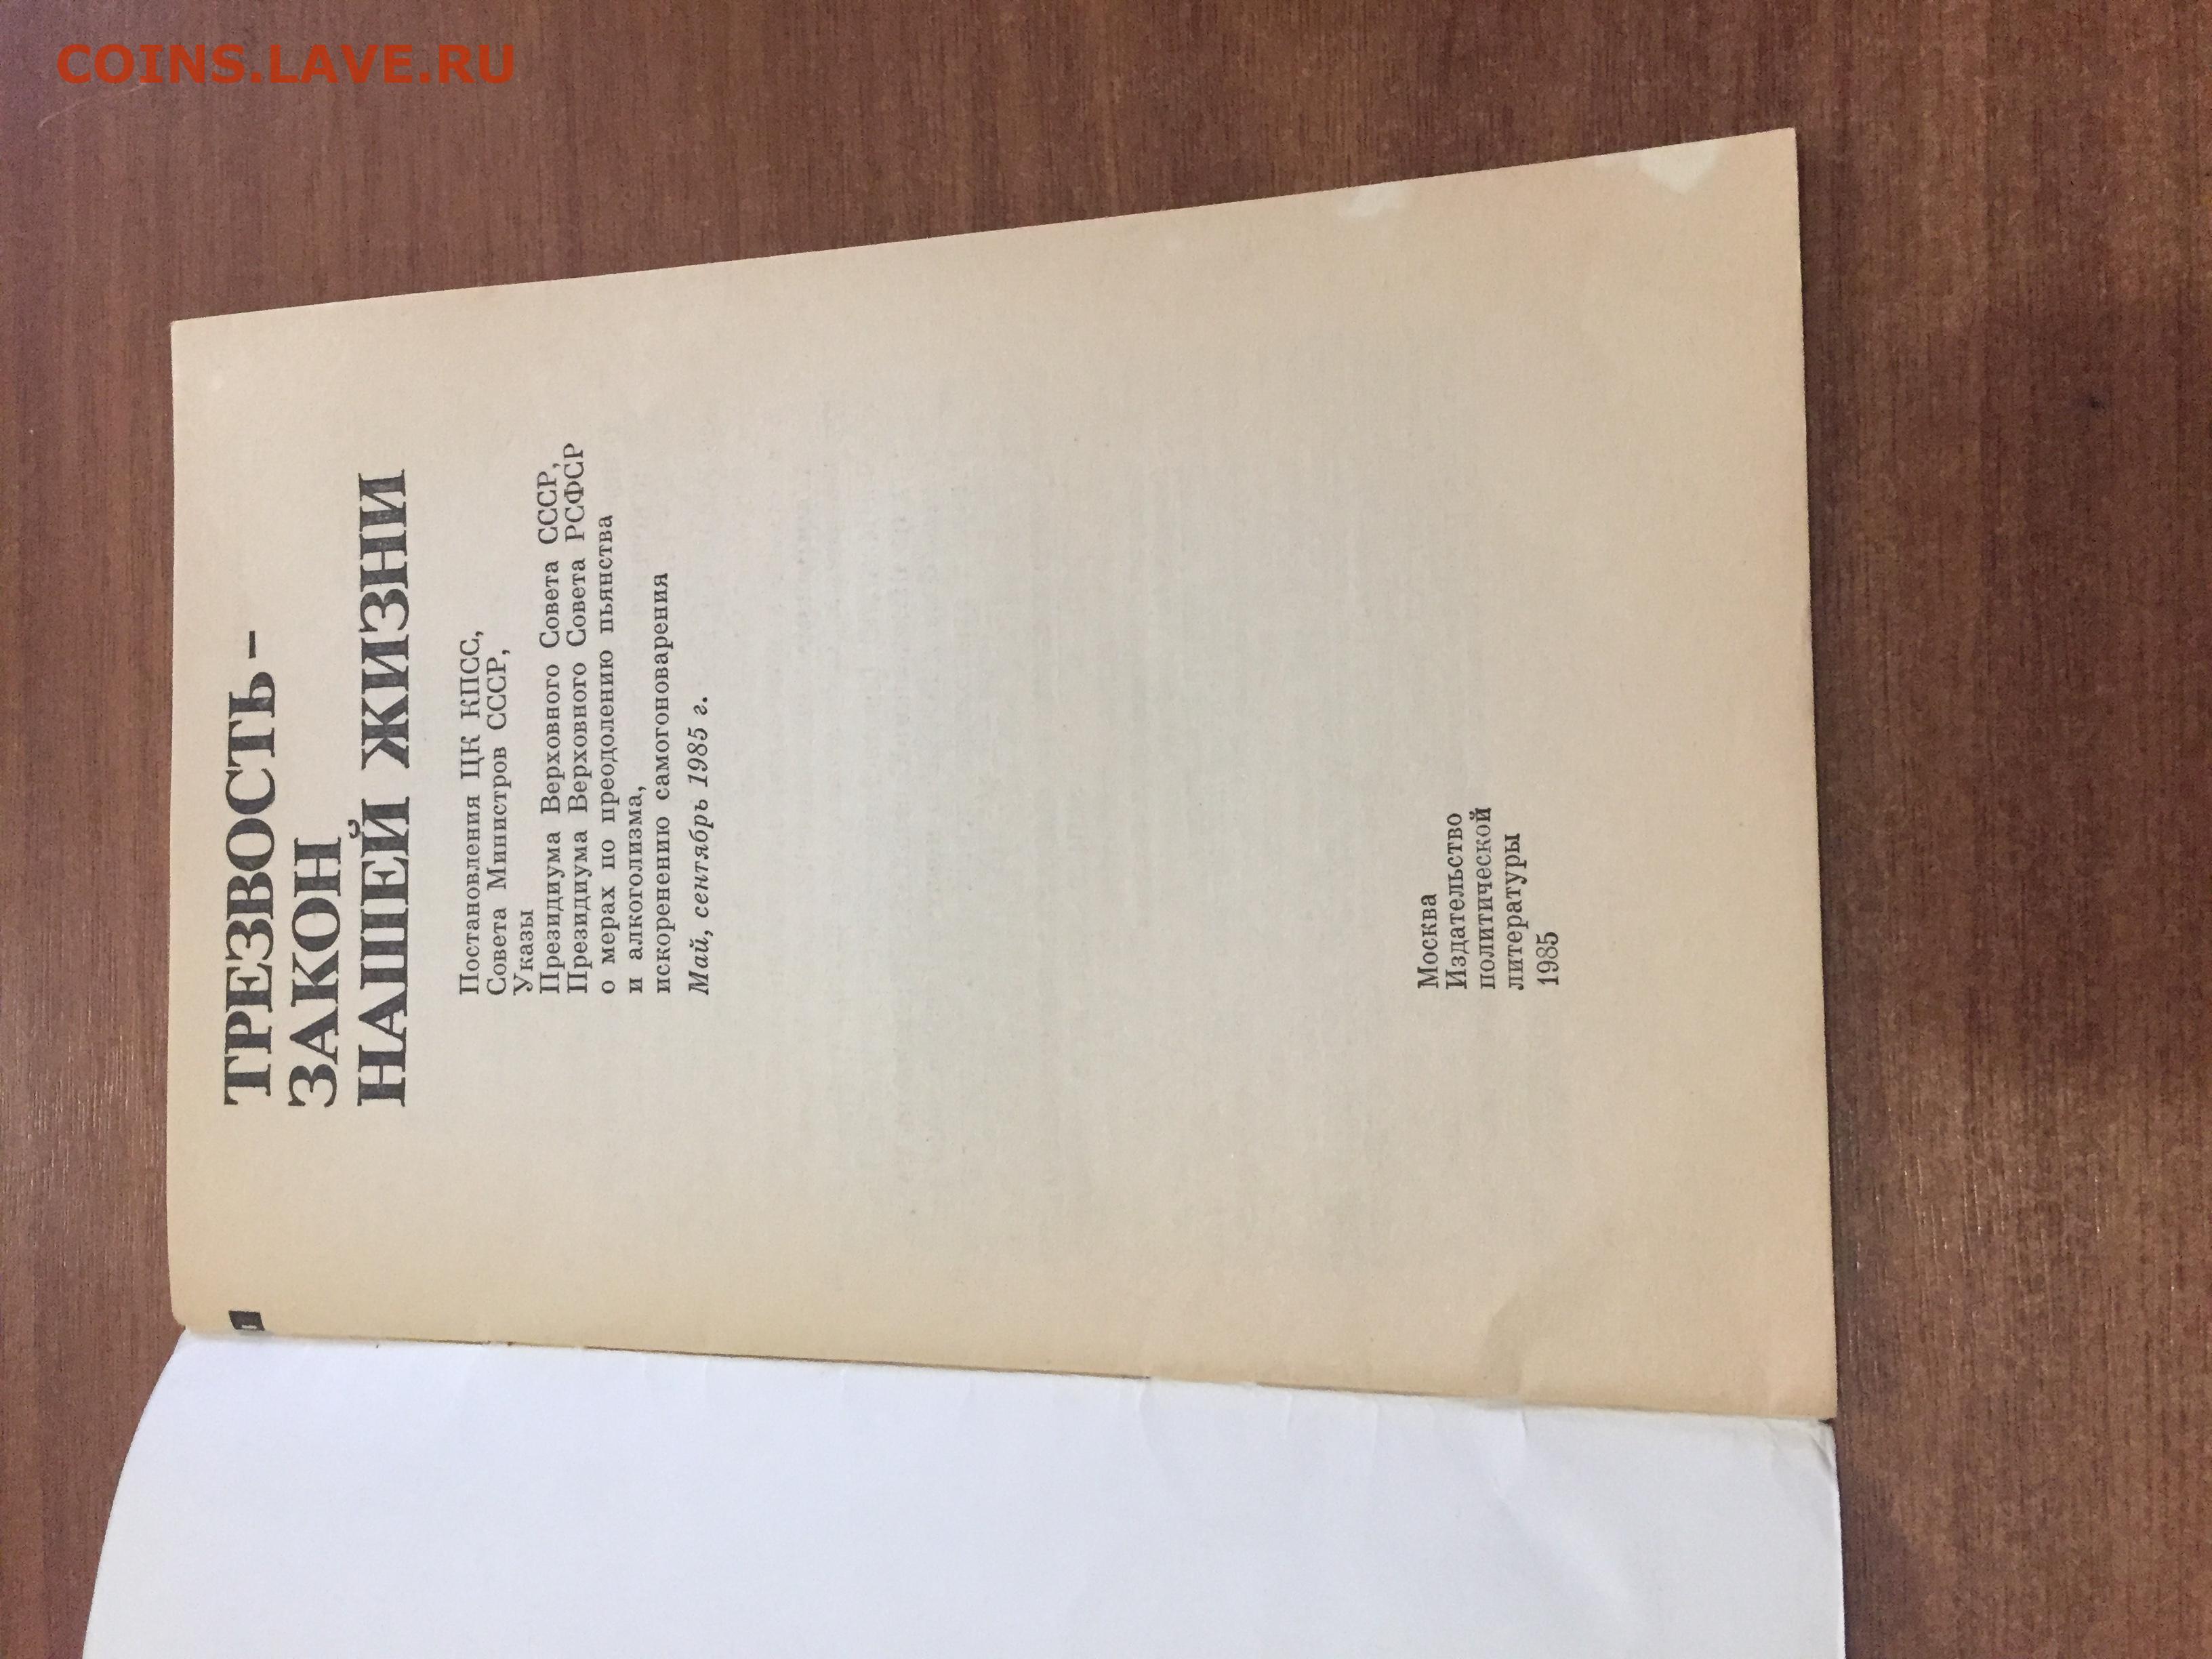 COINS.LAVE.RU
ТРЕЗВОСТЬ –
ЗАКОН
НАШЕЙ ЖИЗНИ
Постановления ЦК КПСС,
Совета Министров СССР,
Указы
Президиума Верховного Совета СССР,
Президиума Верховного Совета РСФСР
о мерах по преодолению пьянства
и алкоголизма,
искоренению самогоноварения
Май, сентябрь 1985 г.
Москва
Издательство
политической
литературы
1985